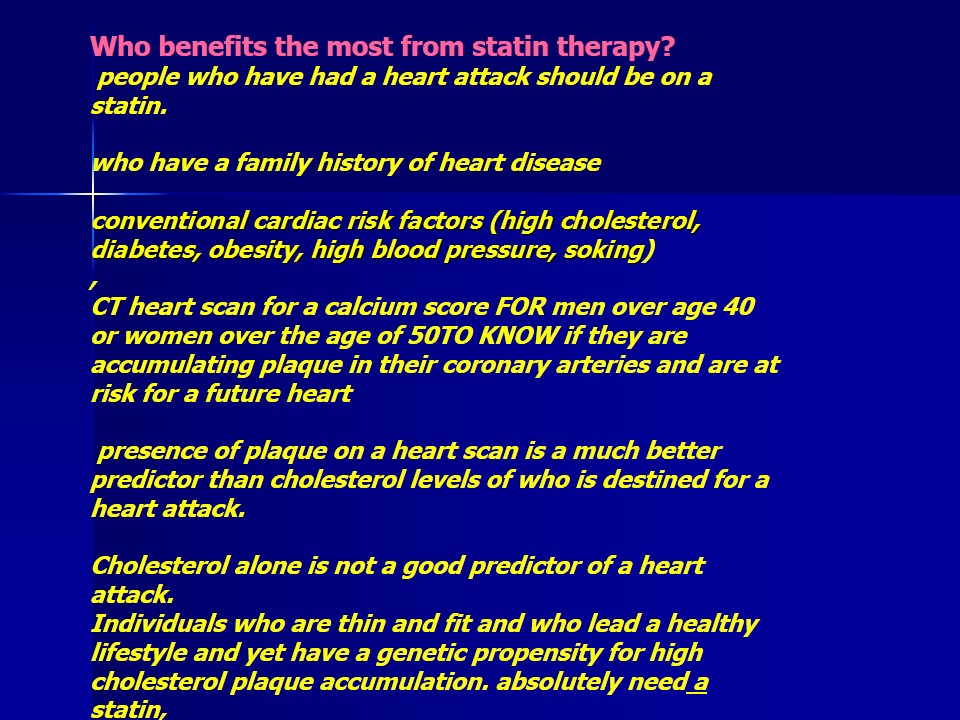 Who benefits the most from statin therapy?
people who have had a heart attack should be on a
statin.
who have a family history of heart disease
conventional cardiac risk factors (high cholesterol,
diabetes, obesity, high blood pressure, soking)
,
CT heart scan for a calcium score FOR men over age 40
or women over the age of 50TO KNOW if they are
accumulating plaque in their coronary arteries and are at
risk for a future heart
presence of plaque on a heart scan is a much better
predictor than cholesterol levels of who is destined for a
heart attack.
Cholesterol alone is not a good predictor of a heart
attack.
Individuals who are thin and fit and who lead a healthy
lifestyle and yet have a genetic propensity for high
cholesterol plaque accumulation. absolutely need a
statin,